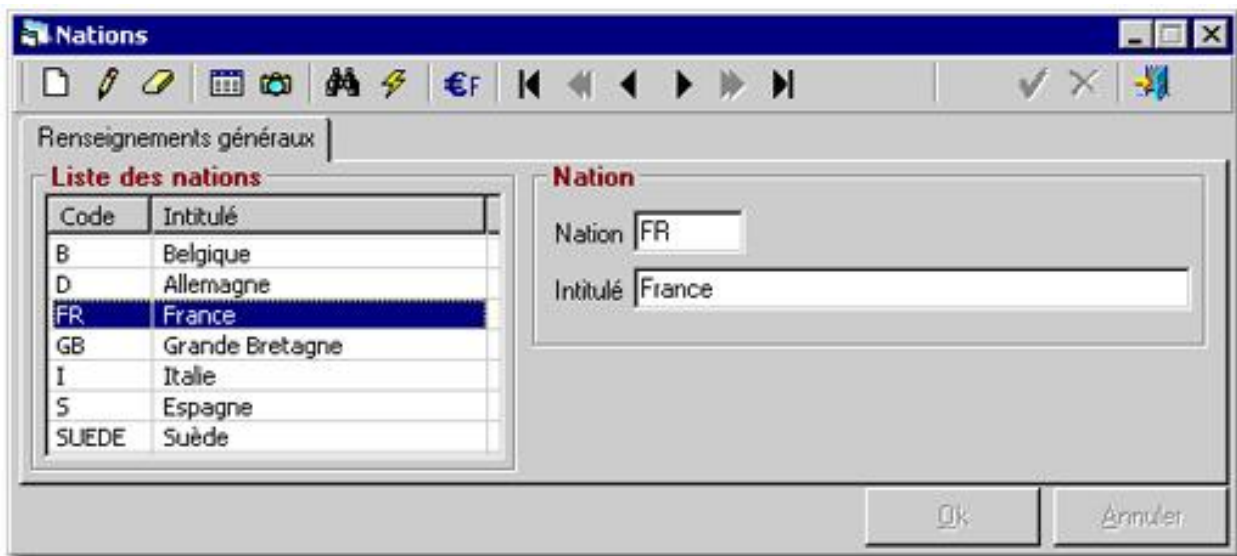 Nations
€F
Renseignements généraux
Liste des nations
Code Intitulé
B Belgique
D Allemagne
FR France
GB Grande Bretagne
I Italie
S Espagne
SUEDE Suède
Nation
Nation FR
Intitulé France
Ok Annuler